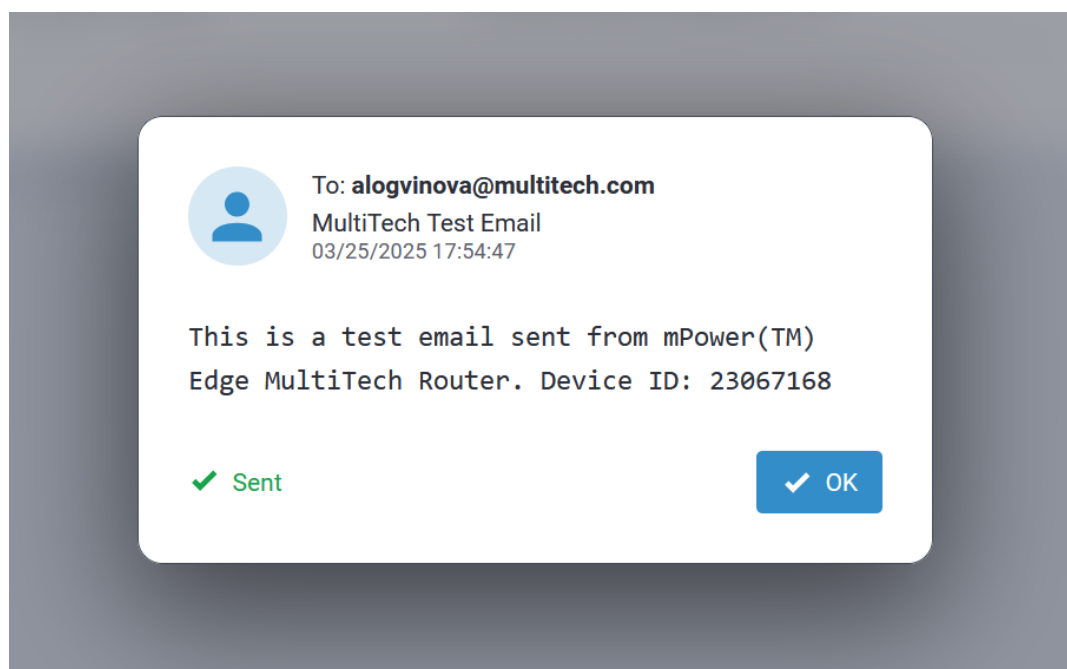 To: alogvinova@multitech.com
MultiTech Test Email
03/25/2025 17:54:47
This is a test email sent from mPower(TM)
Edge MultiTech Router. Device ID: 23067168
Sent
OK